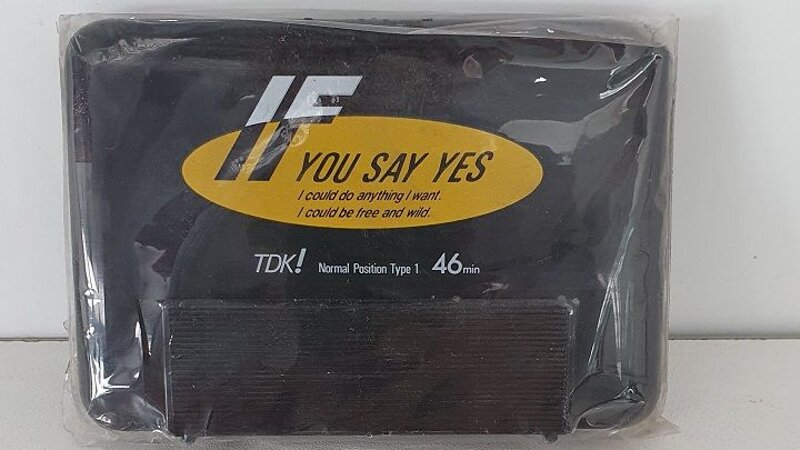 IF
YOU SAY YES
I could do anything I want.
I could be free and wild.
TDK! Normal Position Type 1 46min